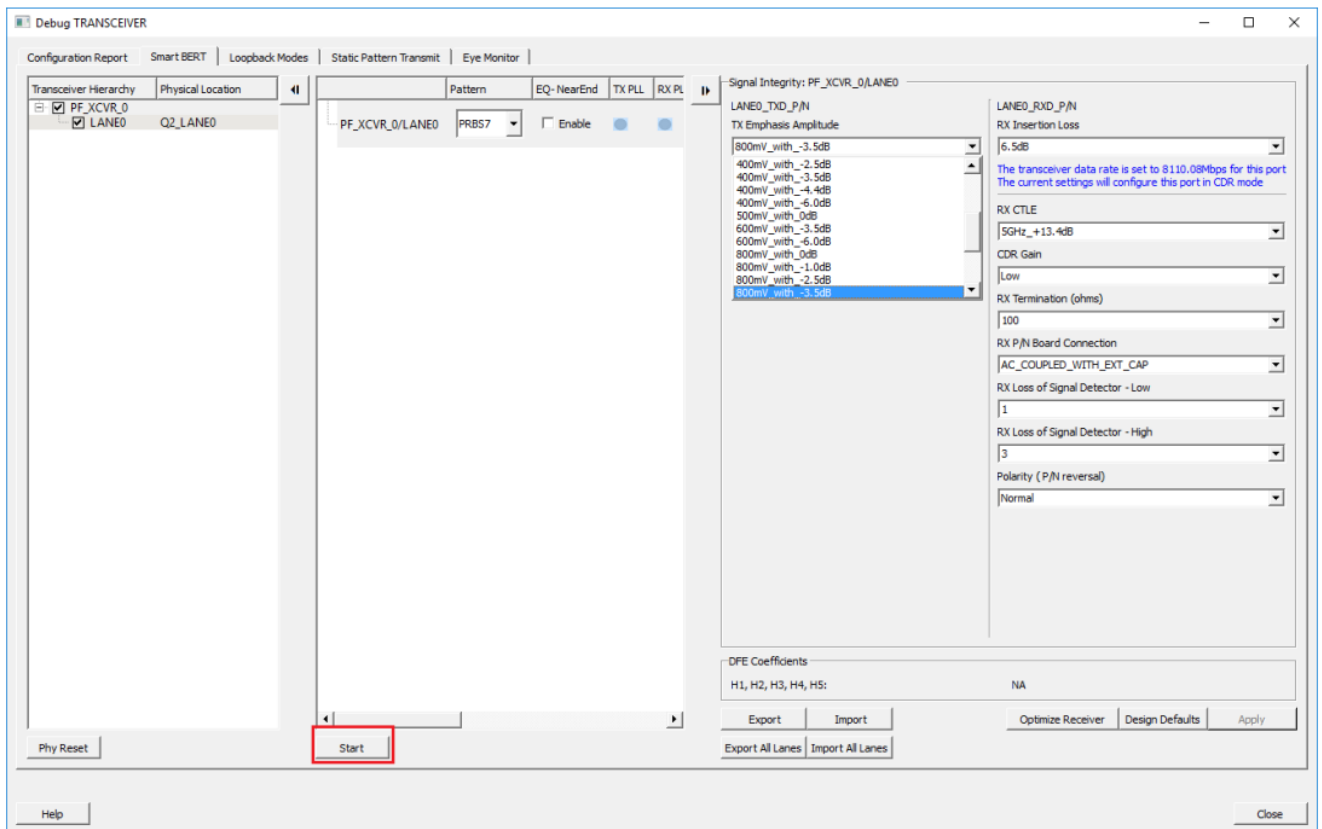 Debug TRANSCEIVER
Configuration Report
Smart BERT
Loopback Modes
Static Pattern Transmit
Eye Monitor
Transceiver Hierarchy
Physical Location
PF_XCVR_0
LANE0
Q2_LANE0
Pattern
EQ-NearEnd
TX PLL
RX PL
PF_XCVR_0/LANE0
PRBS7
Enable
Start
Phy Reset
Signal Integrity: PF_XCVR_0/LANE0
LANE0_TXD_P/N
TX Emphasis Amplitude
800mV_with_-3.5dB
400mV_with_-2.5dB
400mV_with_-3.5dB
400mV_with_-4.4dB
400mV_with_-6.0dB
500mV_with_0dB
600mV_with_-3.5dB
600mV_with_-6.0dB
800mV_with_0dB
800mV_with_-1.0dB
800mV_with_-2.5dB
800mV_with_-3.5dB
LANE0_RXD_P/N
RX Insertion Loss
6.5dB
The transceiver data rate is set to 8110.08Mbps for this port
The current settings will configure this port in CDR mode
RX CTLE
5GHz_+13.4dB
CDR Gain
Low
RX Termination (ohms)
100
RX P/N Board Connection
AC_COUPLED_WITH_EXT_CAP
RX Loss of Signal Detector - Low
1
RX Loss of Signal Detector - High
3
Polarity ( P/N reversal)
Normal
DFE Coefficients
H1, H2, H3, H4, H5:
NA
Export
Import
Optimize Receiver
Design Defaults
Apply
Export All Lanes
Import All Lanes
Help
Close